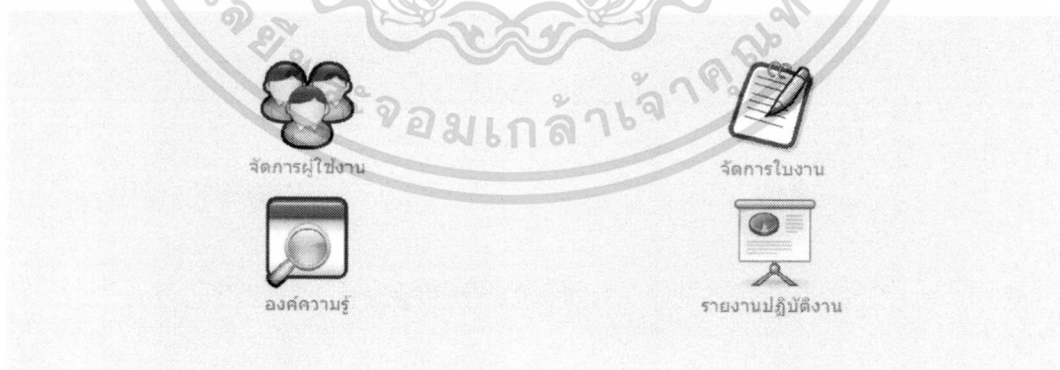 จัดการผู้ใช้งาน
จัดการใบงาน
องค์ความรู้
รายงานปฏิบัติงาน
จอมเกล้าเจ้าคุณ